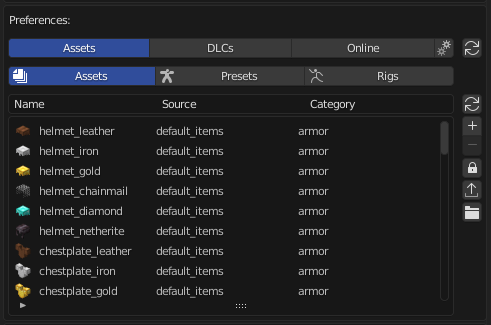 Preferences:
Assets DLCs Online
Assets Presets Rigs
Name Source Category
helmet_leather default_items armor
helmet_iron default_items armor
helmet_gold default_items armor
helmet_chainmail default_items armor
helmet_diamond default_items armor
helmet_netherite default_items armor
chestplate_leather default_items armor
chestplate_iron default_items armor
chestplate_gold default_items armor